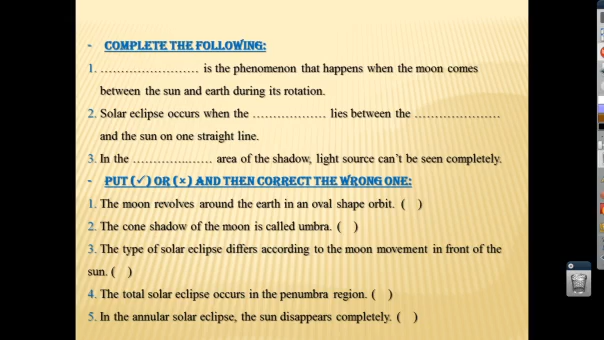 - COMPLETE THE FOLLOWING:
1. ........................ is the phenomenon that happens when the moon comes
between the sun and earth during its rotation.
2. Solar eclipse occurs when the .................. lies between the .....................
and the sun on one straight line.
3. In the ................... area of the shadow, light source can't be seen completely.
- PUT (✓) OR (×) AND THEN CORRECT THE WRONG ONE:
1. The moon revolves around the earth in an oval shape orbit. ( )
2. The cone shadow of the moon is called umbra. ( )
3. The type of solar eclipse differs according to the moon movement in front of the
sun. ( )
4. The total solar eclipse occurs in the penumbra region. ( )
5. In the annular solar eclipse, the sun disappears completely. ( )